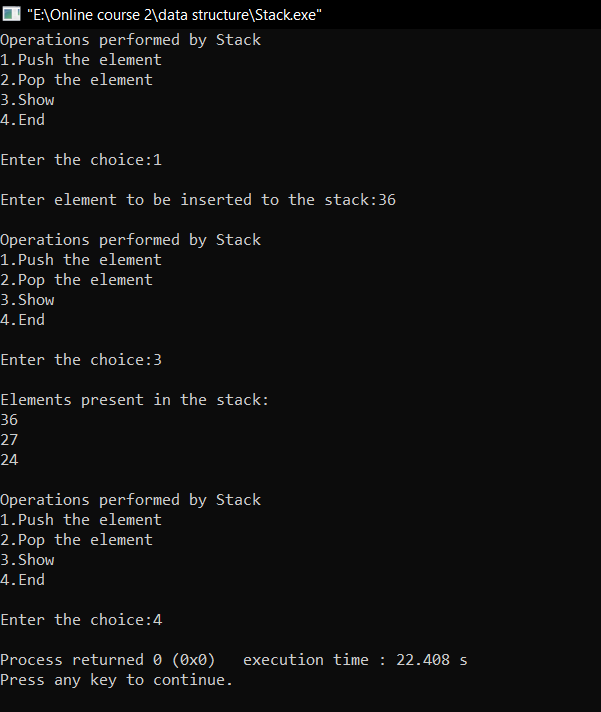 "E:\Online course 2\data structure\Stack.exe"
Operations performed by Stack
1.Push the element
2.Pop the element
3.Show
4.End
Enter the choice:1
Enter element to be inserted to the stack:36
Operations performed by Stack
1.Push the element
2.Pop the element
3.Show
4.End
Enter the choice:3
Elements present in the stack:
36
27
24
Operations performed by Stack
1.Push the element
2.Pop the element
3.Show
4.End
Enter the choice:4
Process returned 0 (0x0)   execution time : 22.408 s
Press any key to continue.